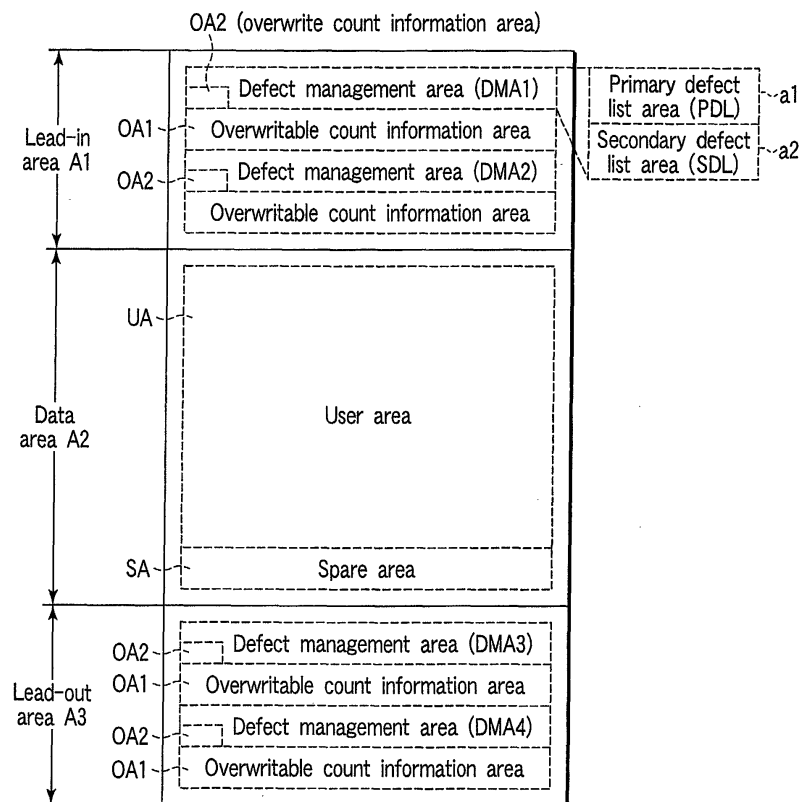 OA2 (overwrite count information area)
Lead-in
area A1
Defect management area (DMA1)
OA1
Overwritable count information area
OA2
Defect management area (DMA2)
Overwritable count information area
Primary defect
list area (PDL)
a1
Secondary defect
list area (SDL)
a2
Data
area A2
UA
User area
SA
Spare area
Lead-out
area A3
OA2
Defect management area (DMA3)
OA1
Overwritable count information area
OA2
Defect management area (DMA4)
OA1
Overwritable count information area